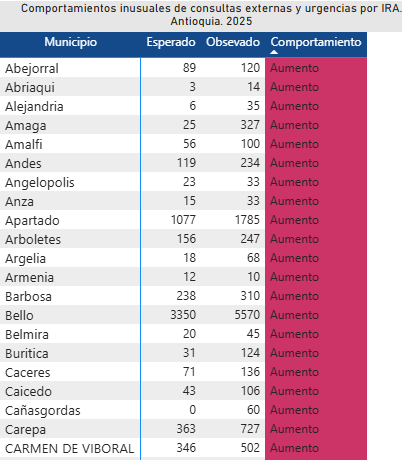 Comportamientos inusuales de consultas externas y urgencias por IRA.
Antioquia. 2025
Municipio Esperado Obsevado Comportamiento
Abejorral 89 120 Aumento
Abriaqui 3 14 Aumento
Alejandria 6 35 Aumento
Amaga 25 327 Aumento
Amalfi 56 100 Aumento
Andes 119 234 Aumento
Angelopolis 23 33 Aumento
Anza 15 33 Aumento
Apartado 1077 1785 Aumento
Arboletes 156 247 Aumento
Argelia 18 68 Aumento
Armenia 12 10 Aumento
Barbosa 238 310 Aumento
Bello 3350 5570 Aumento
Belmira 20 45 Aumento
Buritica 31 124 Aumento
Caceres 71 136 Aumento
Caicedo 43 106 Aumento
Cañasgordas 0 60 Aumento
Carepa 363 727 Aumento
CARMEN DE VIBORAL 346 502 Aumento